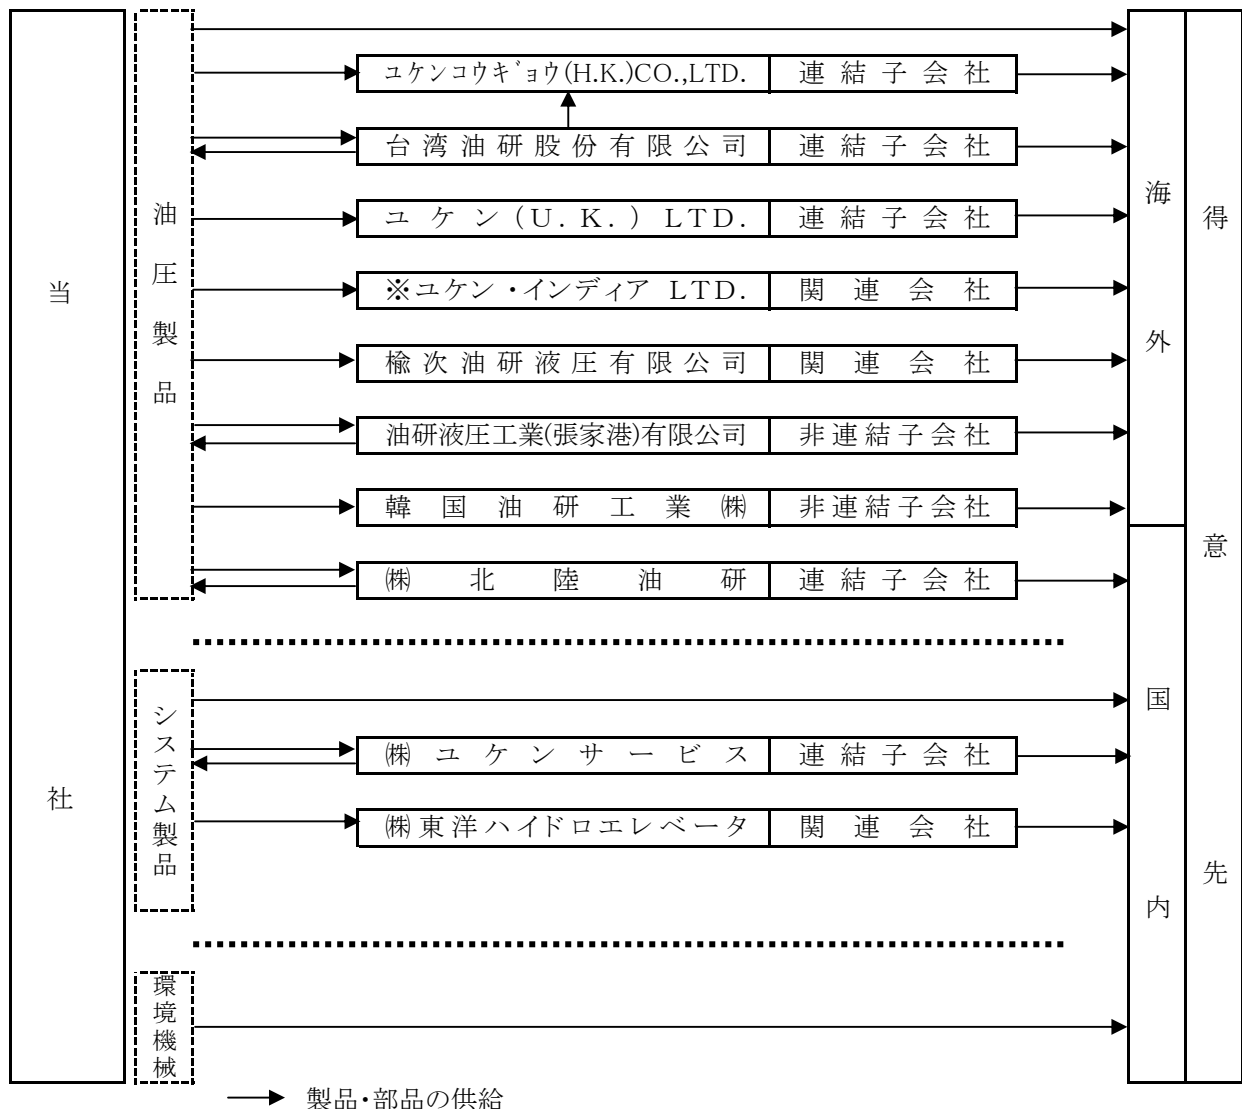 当社
油圧製品
ユケンコウギョウ(H.K.)CO.,LTD. 連結子会社
台湾油研股份有限公司 連結子会社
ユケン(U.K.)LTD. 連結子会社
※ユケン・インディア LTD. 関連会社
楡次油研液圧有限公司 関連会社
油研液圧工業(張家港)有限公司 非連結子会社
韓国油研工業㈱ 非連結子会社
㈱北陸油研 連結子会社
システム製品
㈱ユケンサービス 連結子会社
㈱東洋ハイドロエレベータ 関連会社
環境機械
海外
国内
得意先
製品・部品の供給